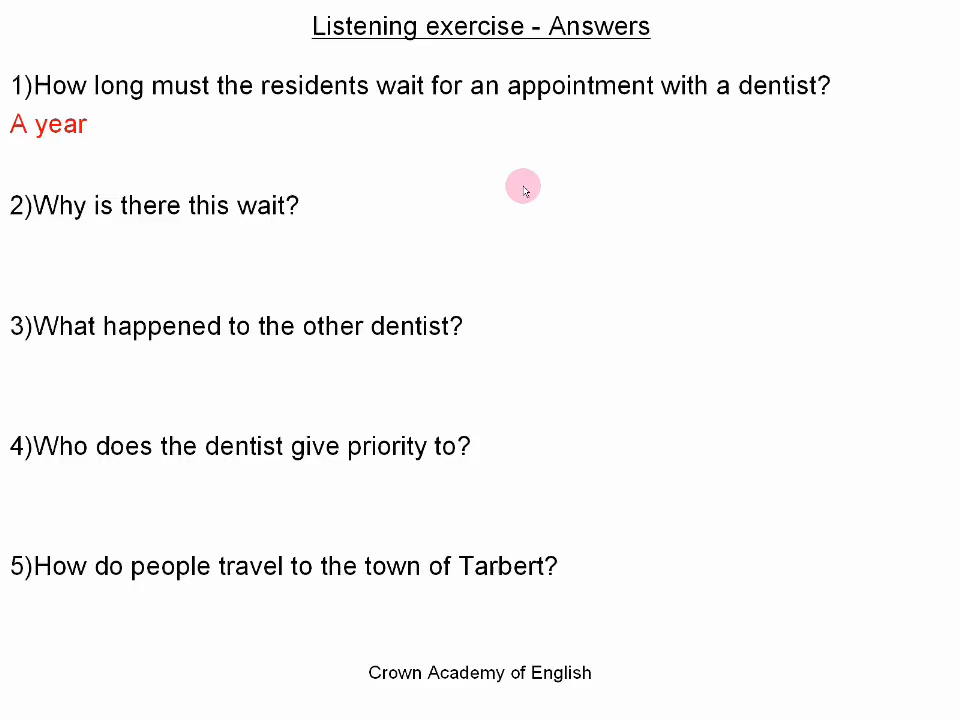 Listening exercise - Answers
1)How long must the residents wait for an appointment with a dentist?
A year
2)Why is there this wait?
3)What happened to the other dentist?
4)Who does the dentist give priority to?
5)How do people travel to the town of Tarbert?
Crown Academy of English